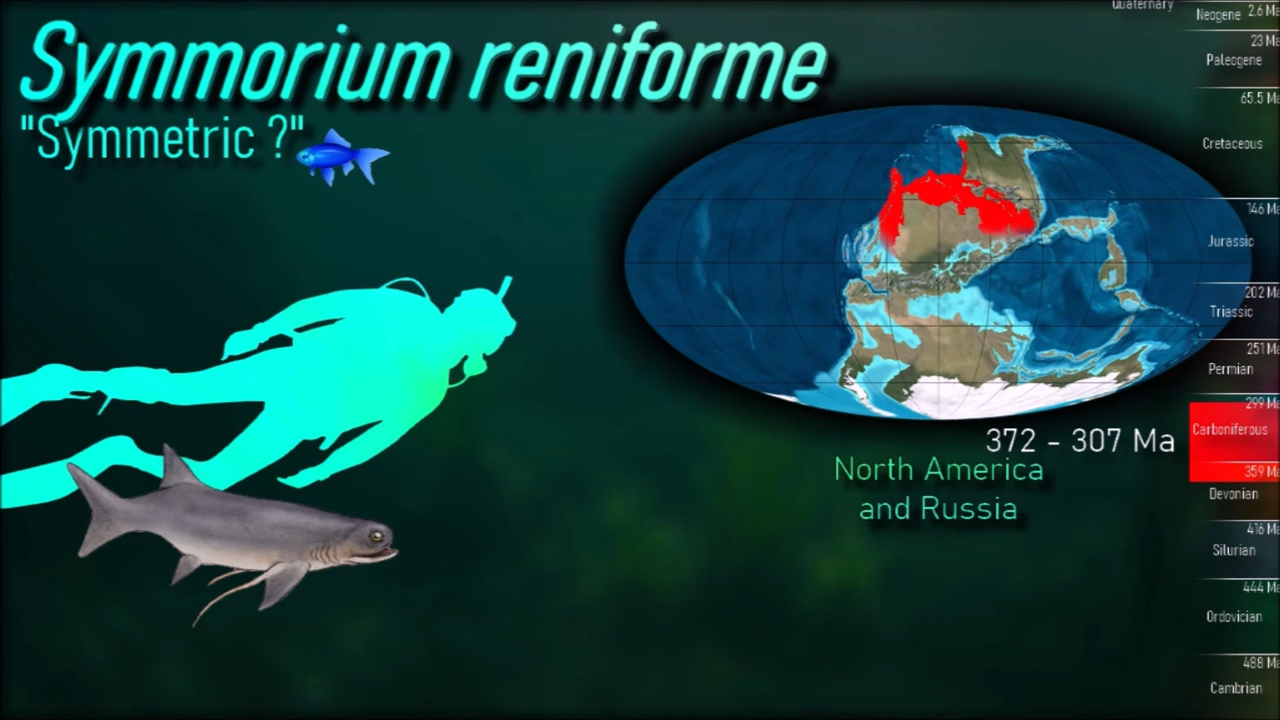 Symmorium reniforme
"Symmetric ?"
372 - 307 Ma
North America
and Russia
Quaternary
2.6 Ma
Neogene
23 Ma
Paleogene
65.5 Ma
Cretaceous
146 Ma
Jurassic
202 Ma
Triassic
251 Ma
Permian
299 Ma
Carboniferous
359 Ma
Devonian
416 Ma
Silurian
444 Ma
Ordovician
488 Ma
Cambrian